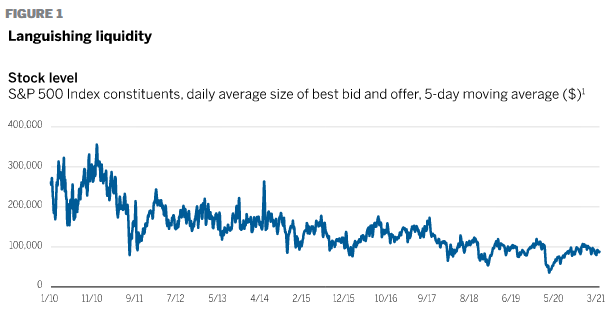 FIGURE 1
Languishing liquidity
Stock level
S&P 500 Index constituents, daily average size of best bid and offer, 5-day moving average ($)¹
400,000
300,000
200,000
100,000
0
1/10 11/10 9/11 7/12 5/13 4/14 2/15 12/15 10/16 9/17 8/18 6/19 5/20 3/21